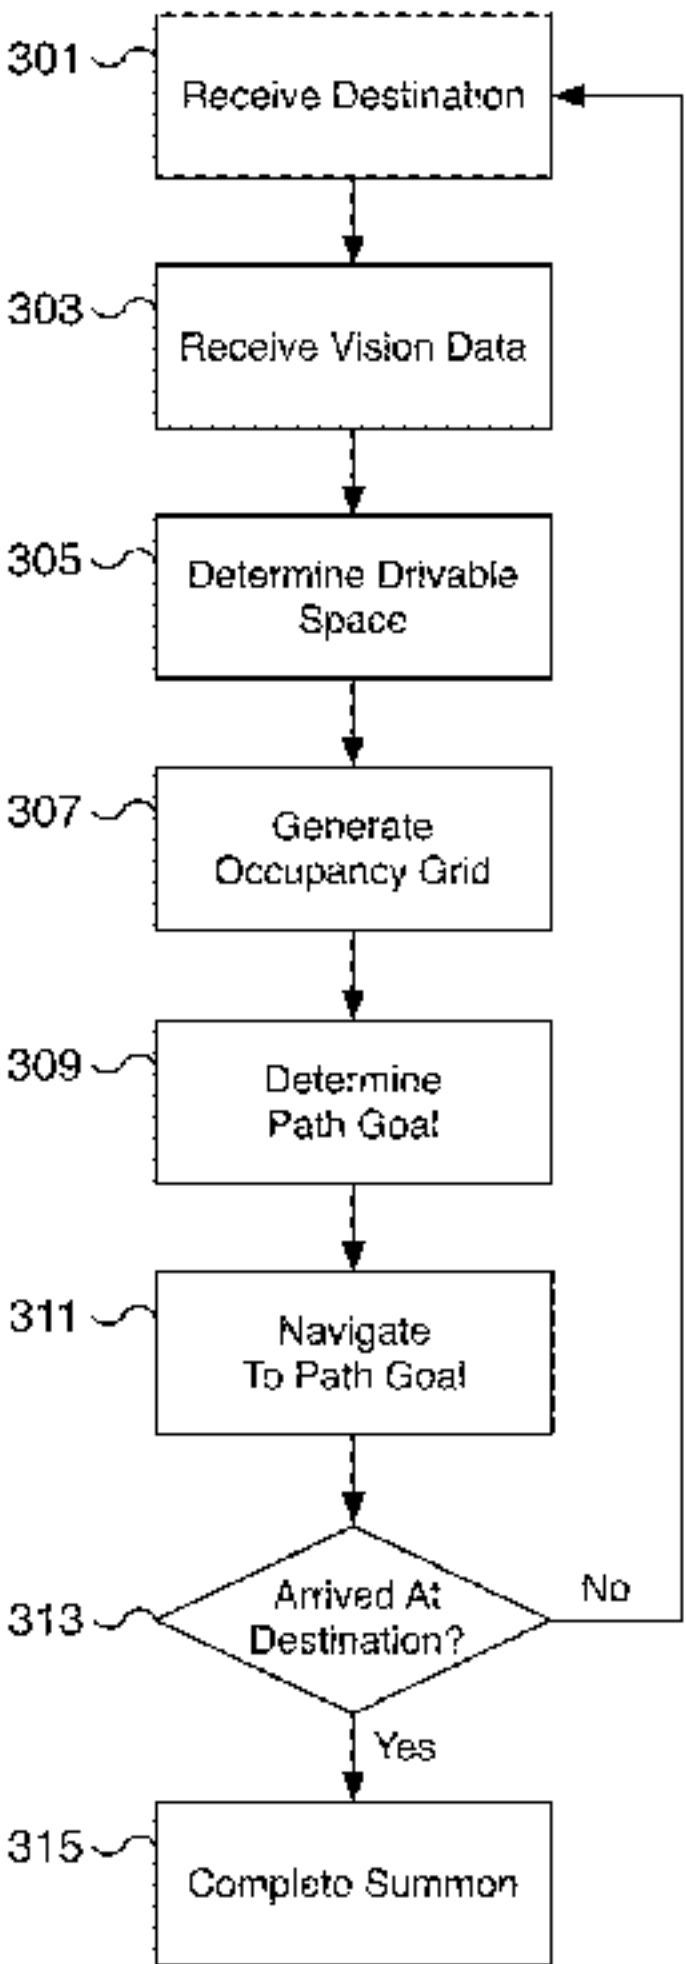 301
Receive Destination
303
Receive Vision Data
305
Determine Drivable
Space
307
Generate
Occupancy Grid
309
Determine
Path Goal
311
Navigate
To Path Goal
313
Arrived At
Destination?
No
Yes
315
Complete Summon